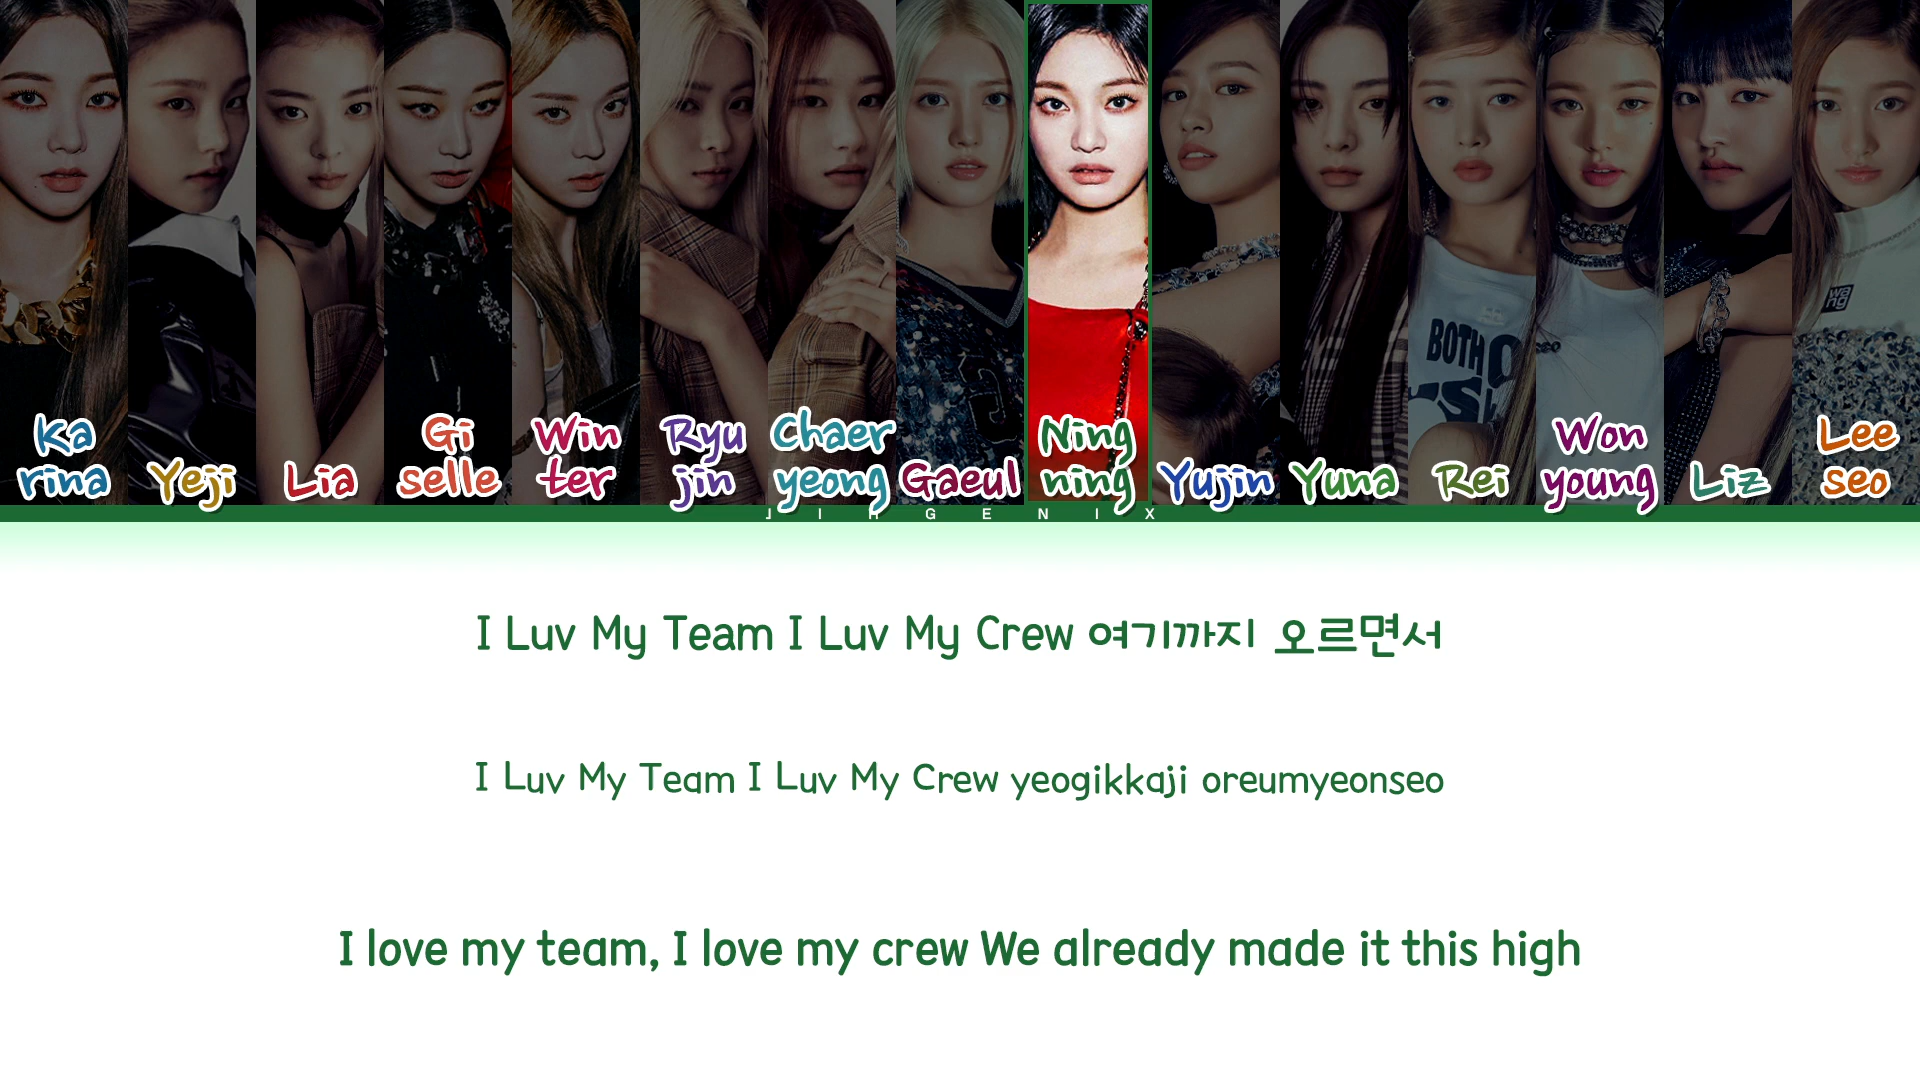 Ka
rina
Yeji
Lia
Gi
selle
Win
ter
Ryu
jin
Chaer
yeong
Gaeul
Ning
ning
Yujin
Yuna
Rei
Won
young
Liz
Lee
seo
BOTH
JINGENIX
I Luv My Team I Luv My Crew 여기까지 오르면서
I Luv My Team I Luv My Crew yeogikkaji oreumyeonseo
I love my team, I love my crew We already made it this high